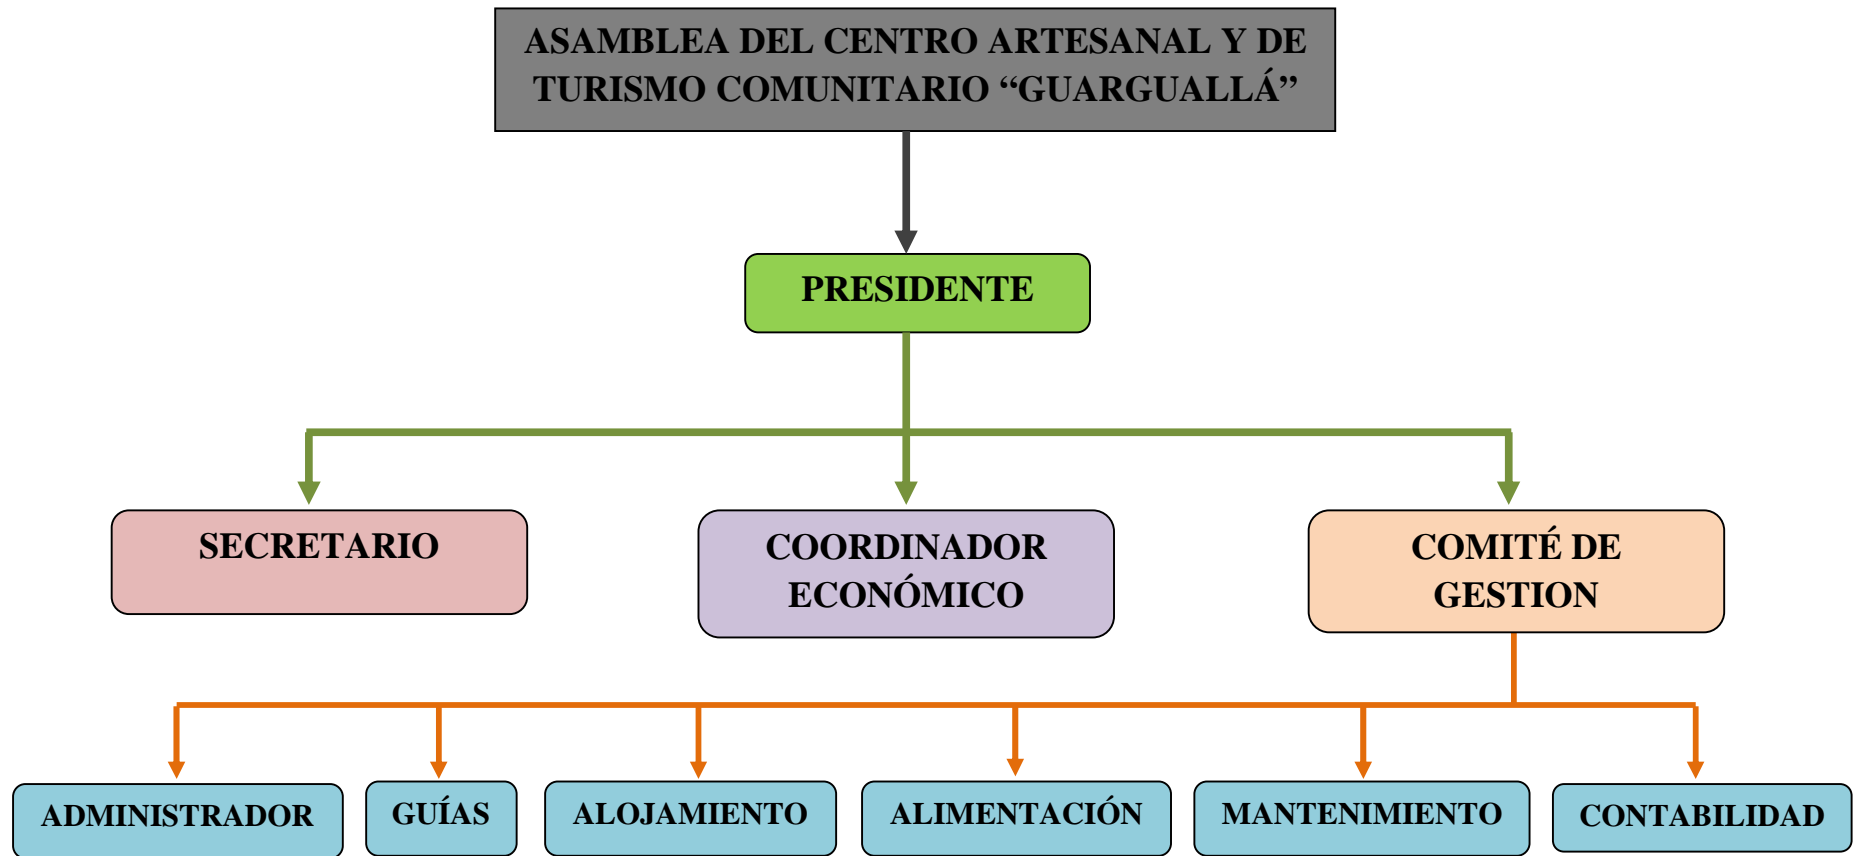 ASAMBLEA DEL CENTRO ARTESANAL Y DE
TURISMO COMUNITARIO “GUARGUALLÁ”
PRESIDENTE
SECRETARIO
COORDINADOR
ECONÓMICO
COMITÉ DE
GESTION
ADMINISTRADOR
GUÍAS
ALOJAMIENTO
ALIMENTACIÓN
MANTENIMIENTO
CONTABILIDAD